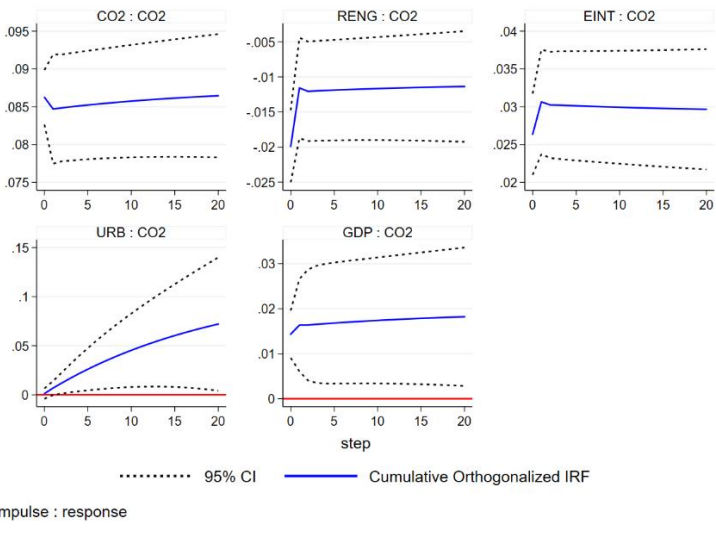 CO2 : CO2
RENG : CO2
EINT : CO2
.095
.09
.085
.08
.075
0 5 10 15 20
-.005
-.01
-.015
-.02
-.025
0 5 10 15 20
.04
.035
.03
.025
.02
0 5 10 15 20
URB : CO2
GDP : CO2
.15
.1
.05
0
0 5 10 15 20
.03
.02
.01
0
0 5 10 15 20
step
95% CI
Cumulative Orthogonalized IRF
mpulse : response